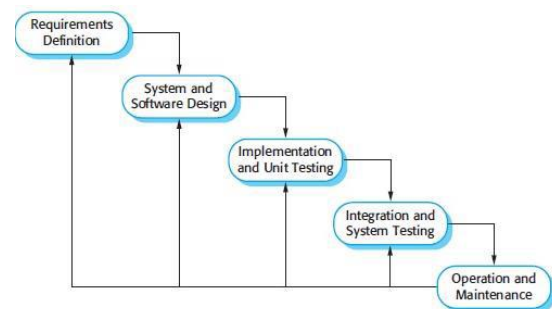 Requirements
Definition
System and
Software Design
Implementation
and Unit Testing
Integration and
System Testing
Operation and
Maintenance